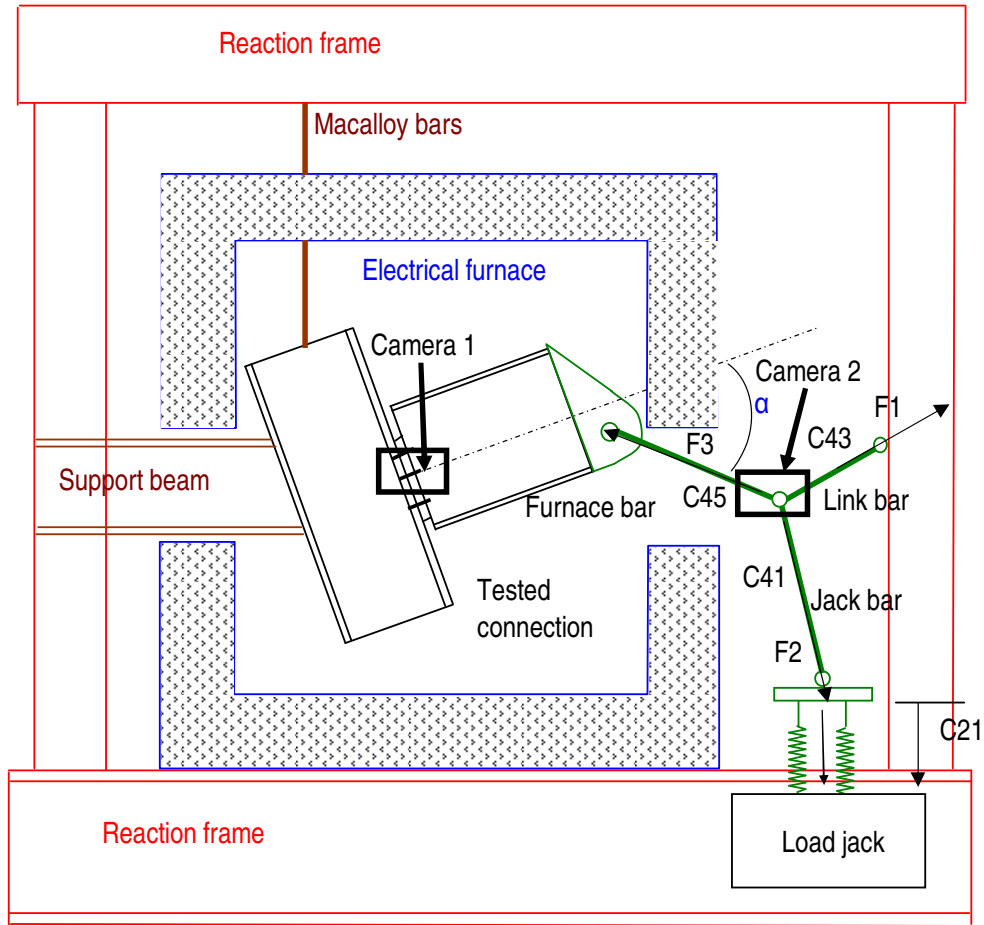 Reaction frame
Macalloy bars
Electrical furnace
Camera 1
Camera 2
α
F1
C43
F3
Support beam
C45
Link bar
Furnace bar
C41
Tested
connection
Jack bar
F2
C21
Reaction frame
Load jack